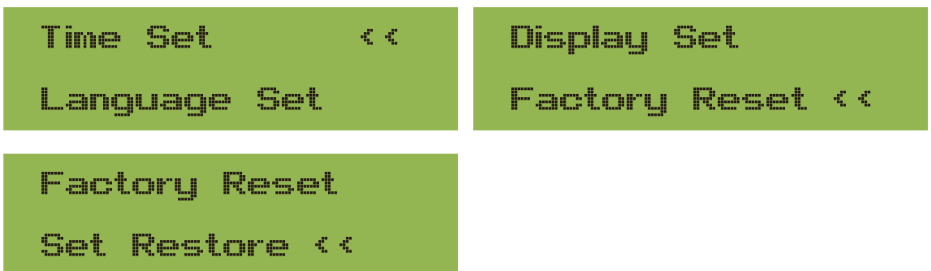 Time Set <<
Language Set
Display Set
Factory Reset <<
Factory Reset
Set Restore <<